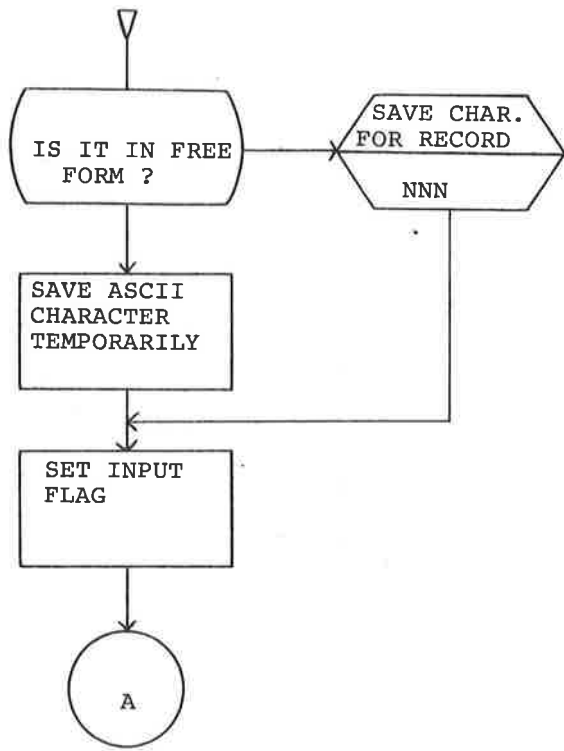 SAVE CHAR.
FOR RECORD
NNN
IS IT IN FREE
FORM ?
SAVE ASCII
CHARACTER
TEMPORARILY
SET INPUT
FLAG
A